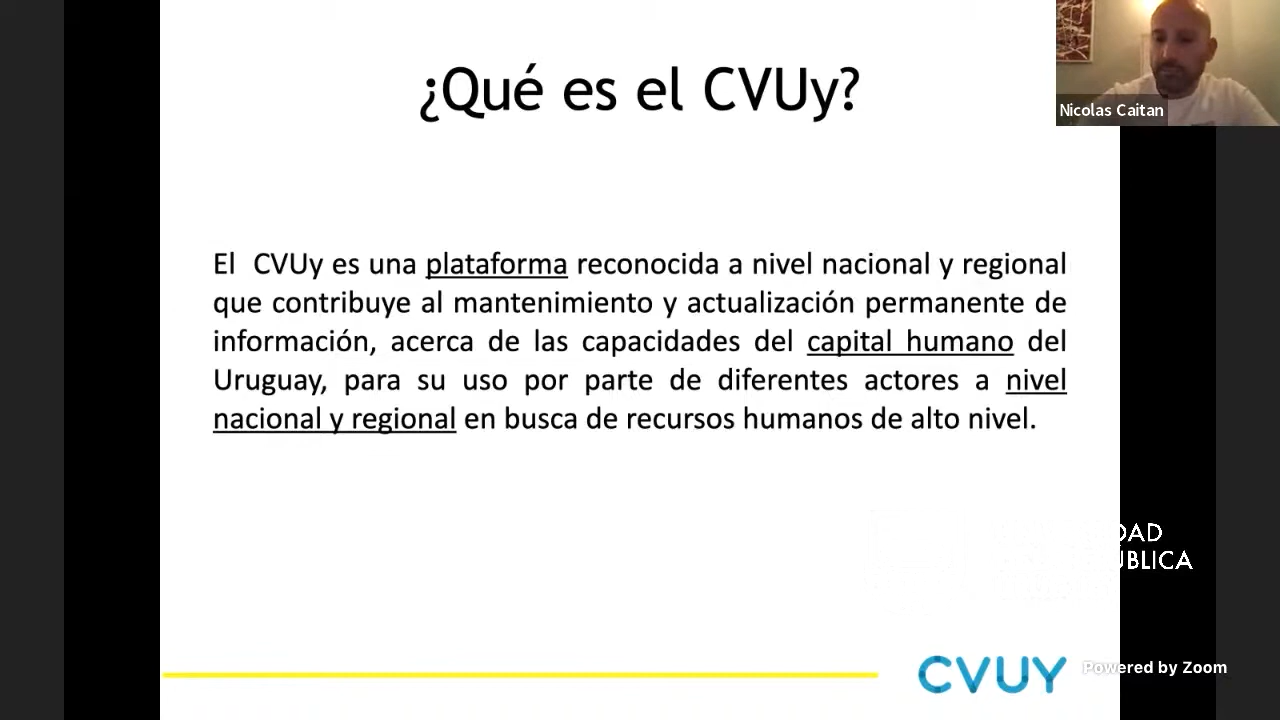 ¿Qué es el CVUy?
Nicolas Caitan
El CVUy es una plataforma reconocida a nivel nacional y regional
que contribuye al mantenimiento y actualización permanente de
información, acerca de las capacidades del capital humano del
Uruguay, para su uso por parte de diferentes actores a nivel
nacional y regional en busca de recursos humanos de alto nivel.
CVUY
Powered by Zoom